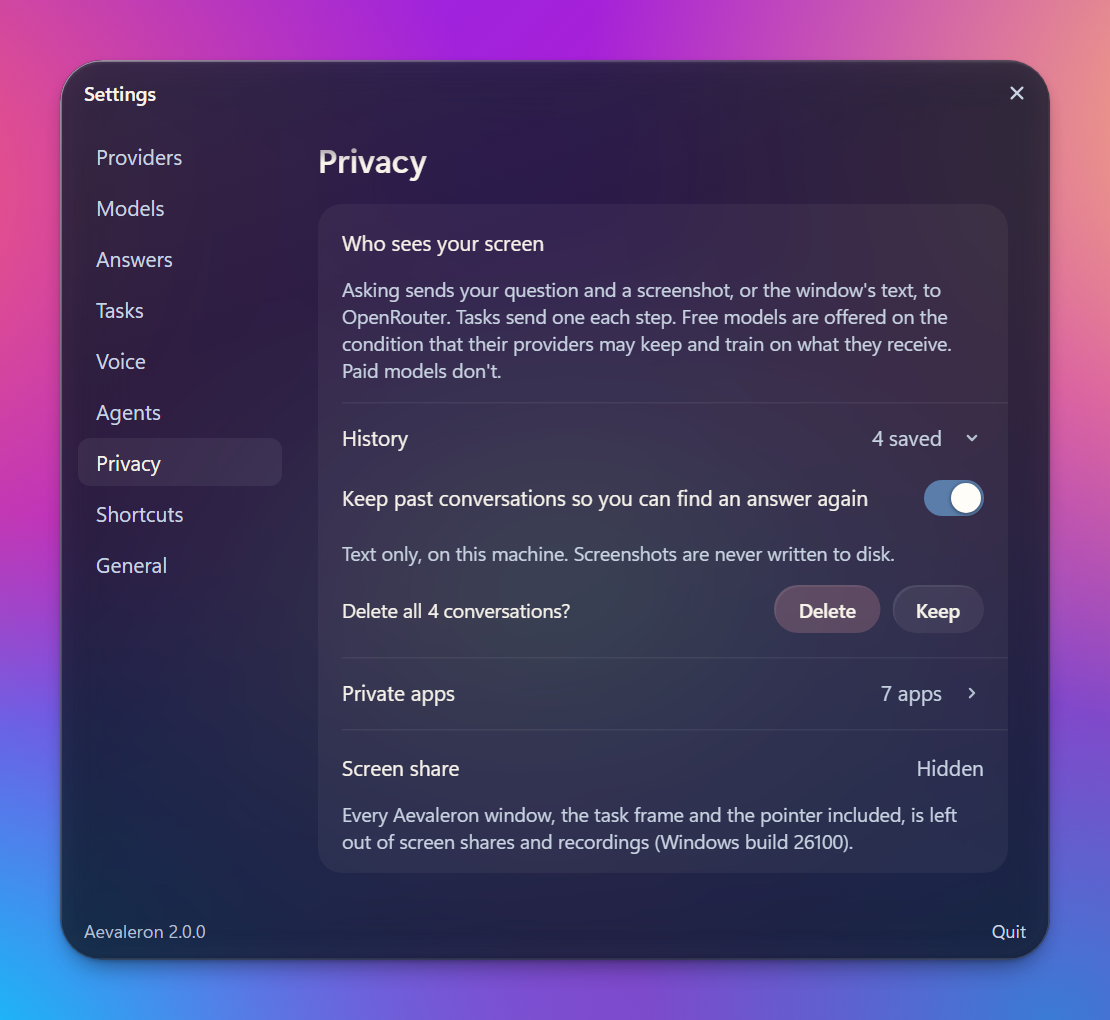 Settings
Providers
Models
Answers
Tasks
Voice
Agents
Privacy
Shortcuts
General
Privacy
Who sees your screen
Asking sends your question and a screenshot, or the window's text, to
OpenRouter. Tasks send one each step. Free models are offered on the
condition that their providers may keep and train on what they receive.
Paid models don't.
History 4 saved
Keep past conversations so you can find an answer again
Text only, on this machine. Screenshots are never written to disk.
Delete all 4 conversations? Delete Keep
Private apps 7 apps
Screen share Hidden
Every Aevaleron window, the task frame and the pointer included, is left
out of screen shares and recordings (Windows build 26100).
Aevaleron 2.0.0 Quit